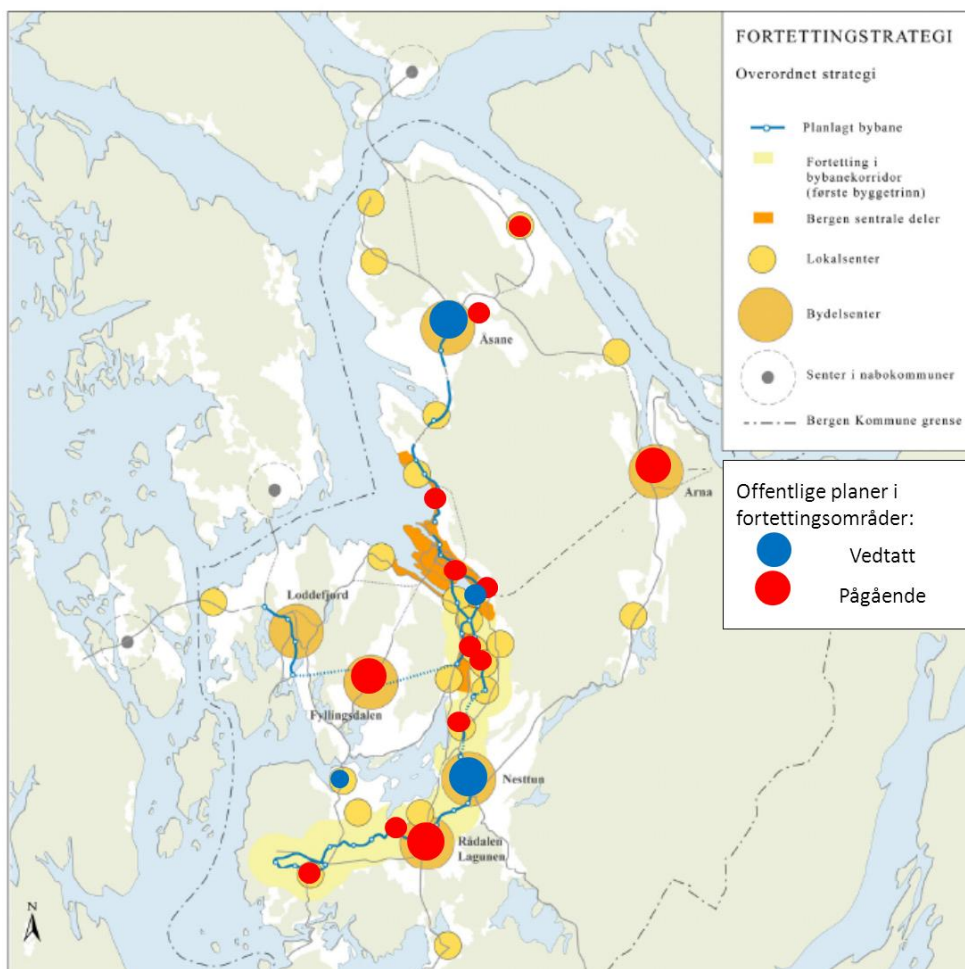 FORTETTINGSTRATEGI
Overordnet strategi
Planlagt bybane
Fortetting i
bybanekorridor
(første byggetrinn)
Bergen sentrale deler
Lokalsenter
Bydelsenter
Senter i nabokommuner
Bergen Kommune grense
Offentlige planer i
fortettingsområder:
Vedtatt
Pågående
Åsane
Arna
Loddefjord
Fyllingsdalen
Nesttun
Rådalen
Lagunen
N